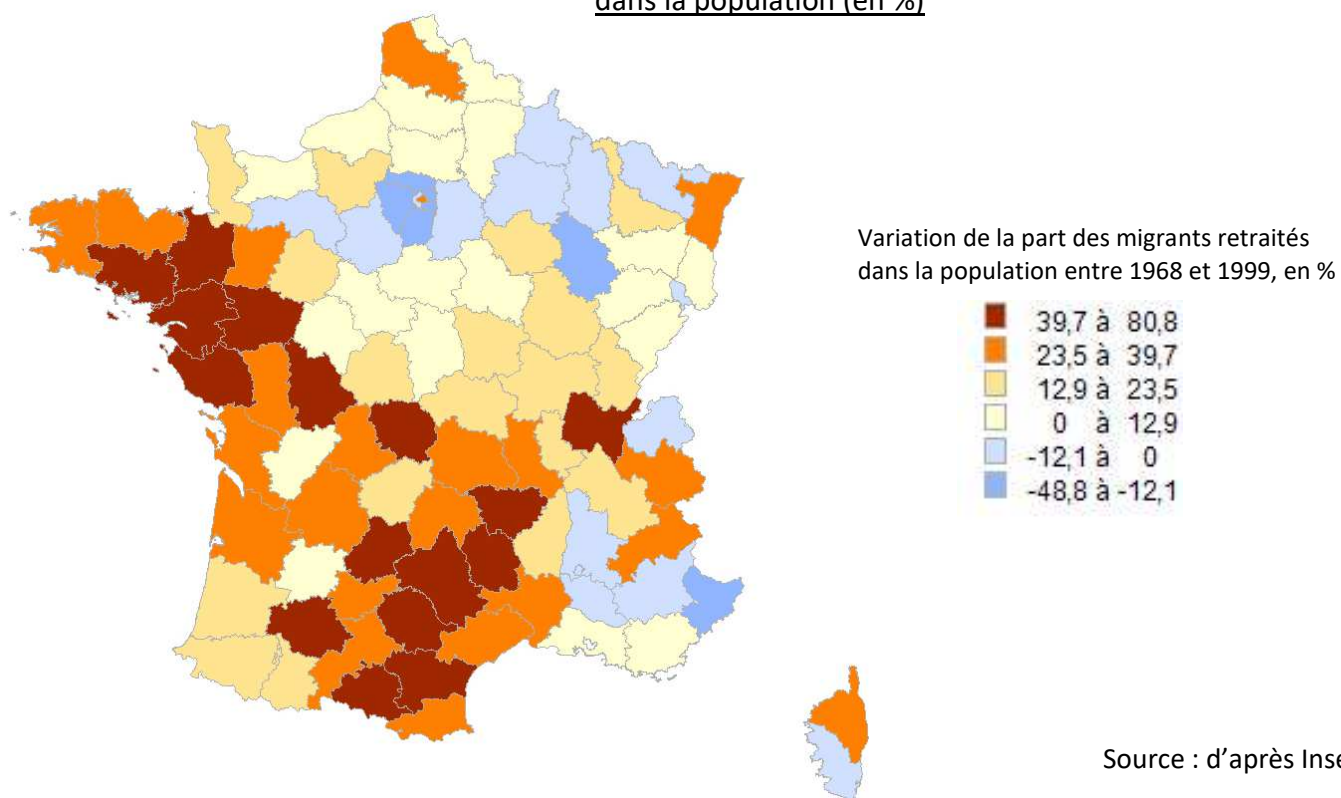 dans la population (en %)
Variation de la part des migrants retraités
dans la population entre 1968 et 1999, en %
39,7 à 80,8
23,5 à 39,7
12,9 à 23,5
0 à 12,9
-12,1 à 0
-48,8 à -12,1
Source : d'après Inse